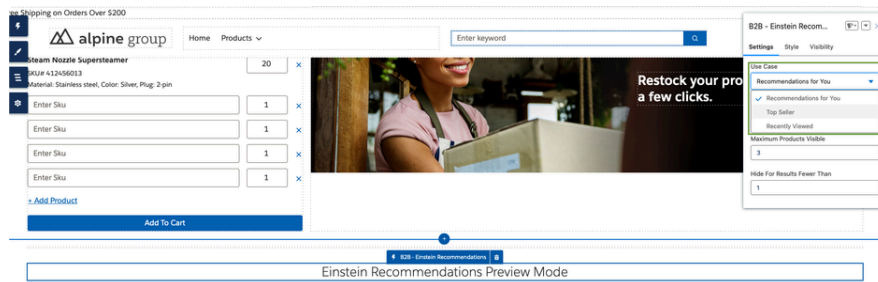 ee Shipping on Orders Over $200
alpine group
Home
Products
Enter keyword
Steam Nozzle Supersteamer
20
SKU# 412456013
Material: Stainless steel, Color: Silver, Plug: 2-pin
Enter Sku
1
Enter Sku
1
Enter Sku
1
Enter Sku
1
+ Add Product
Add To Cart
Restock your pro
a few clicks.
B2B - Einstein Recom...
Settings
Style
Visibility
Use Case
Recommendations for You
Recommendations for You
Top Seller
Recently Viewed
Maximum Products Visible
3
Hide For Results Fewer Than
1
B2B - Einstein Recommendations
Einstein Recommendations Preview Mode